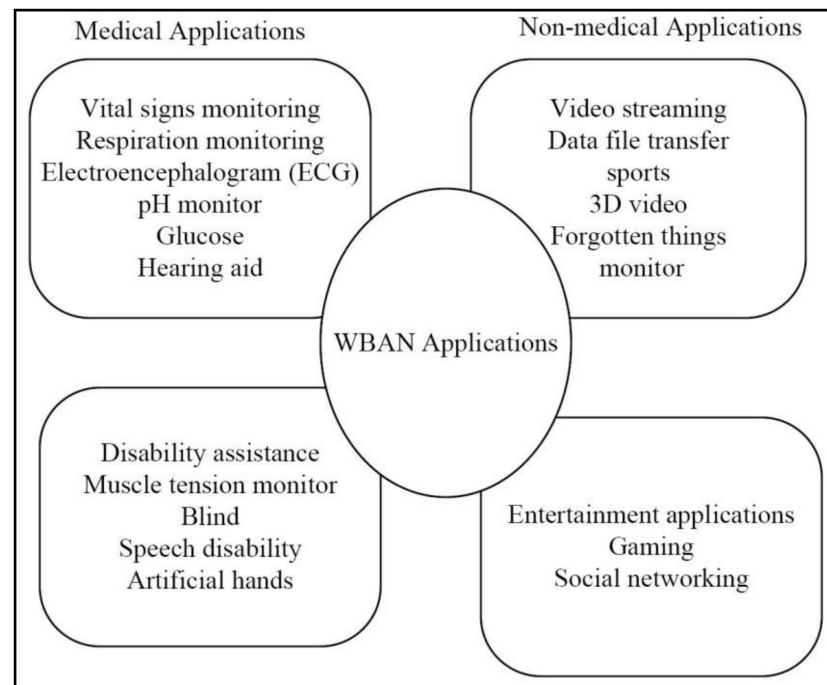 Medical Applications
Non-medical Applications
Vital signs monitoring
Respiration monitoring
Electroencephalogram (ECG)
pH monitor
Glucose
Hearing aid
Video streaming
Data file transfer
sports
3D video
Forgotten things
monitor
WBAN Applications
Disability assistance
Muscle tension monitor
Blind
Speech disability
Artificial hands
Entertainment applications
Gaming
Social networking